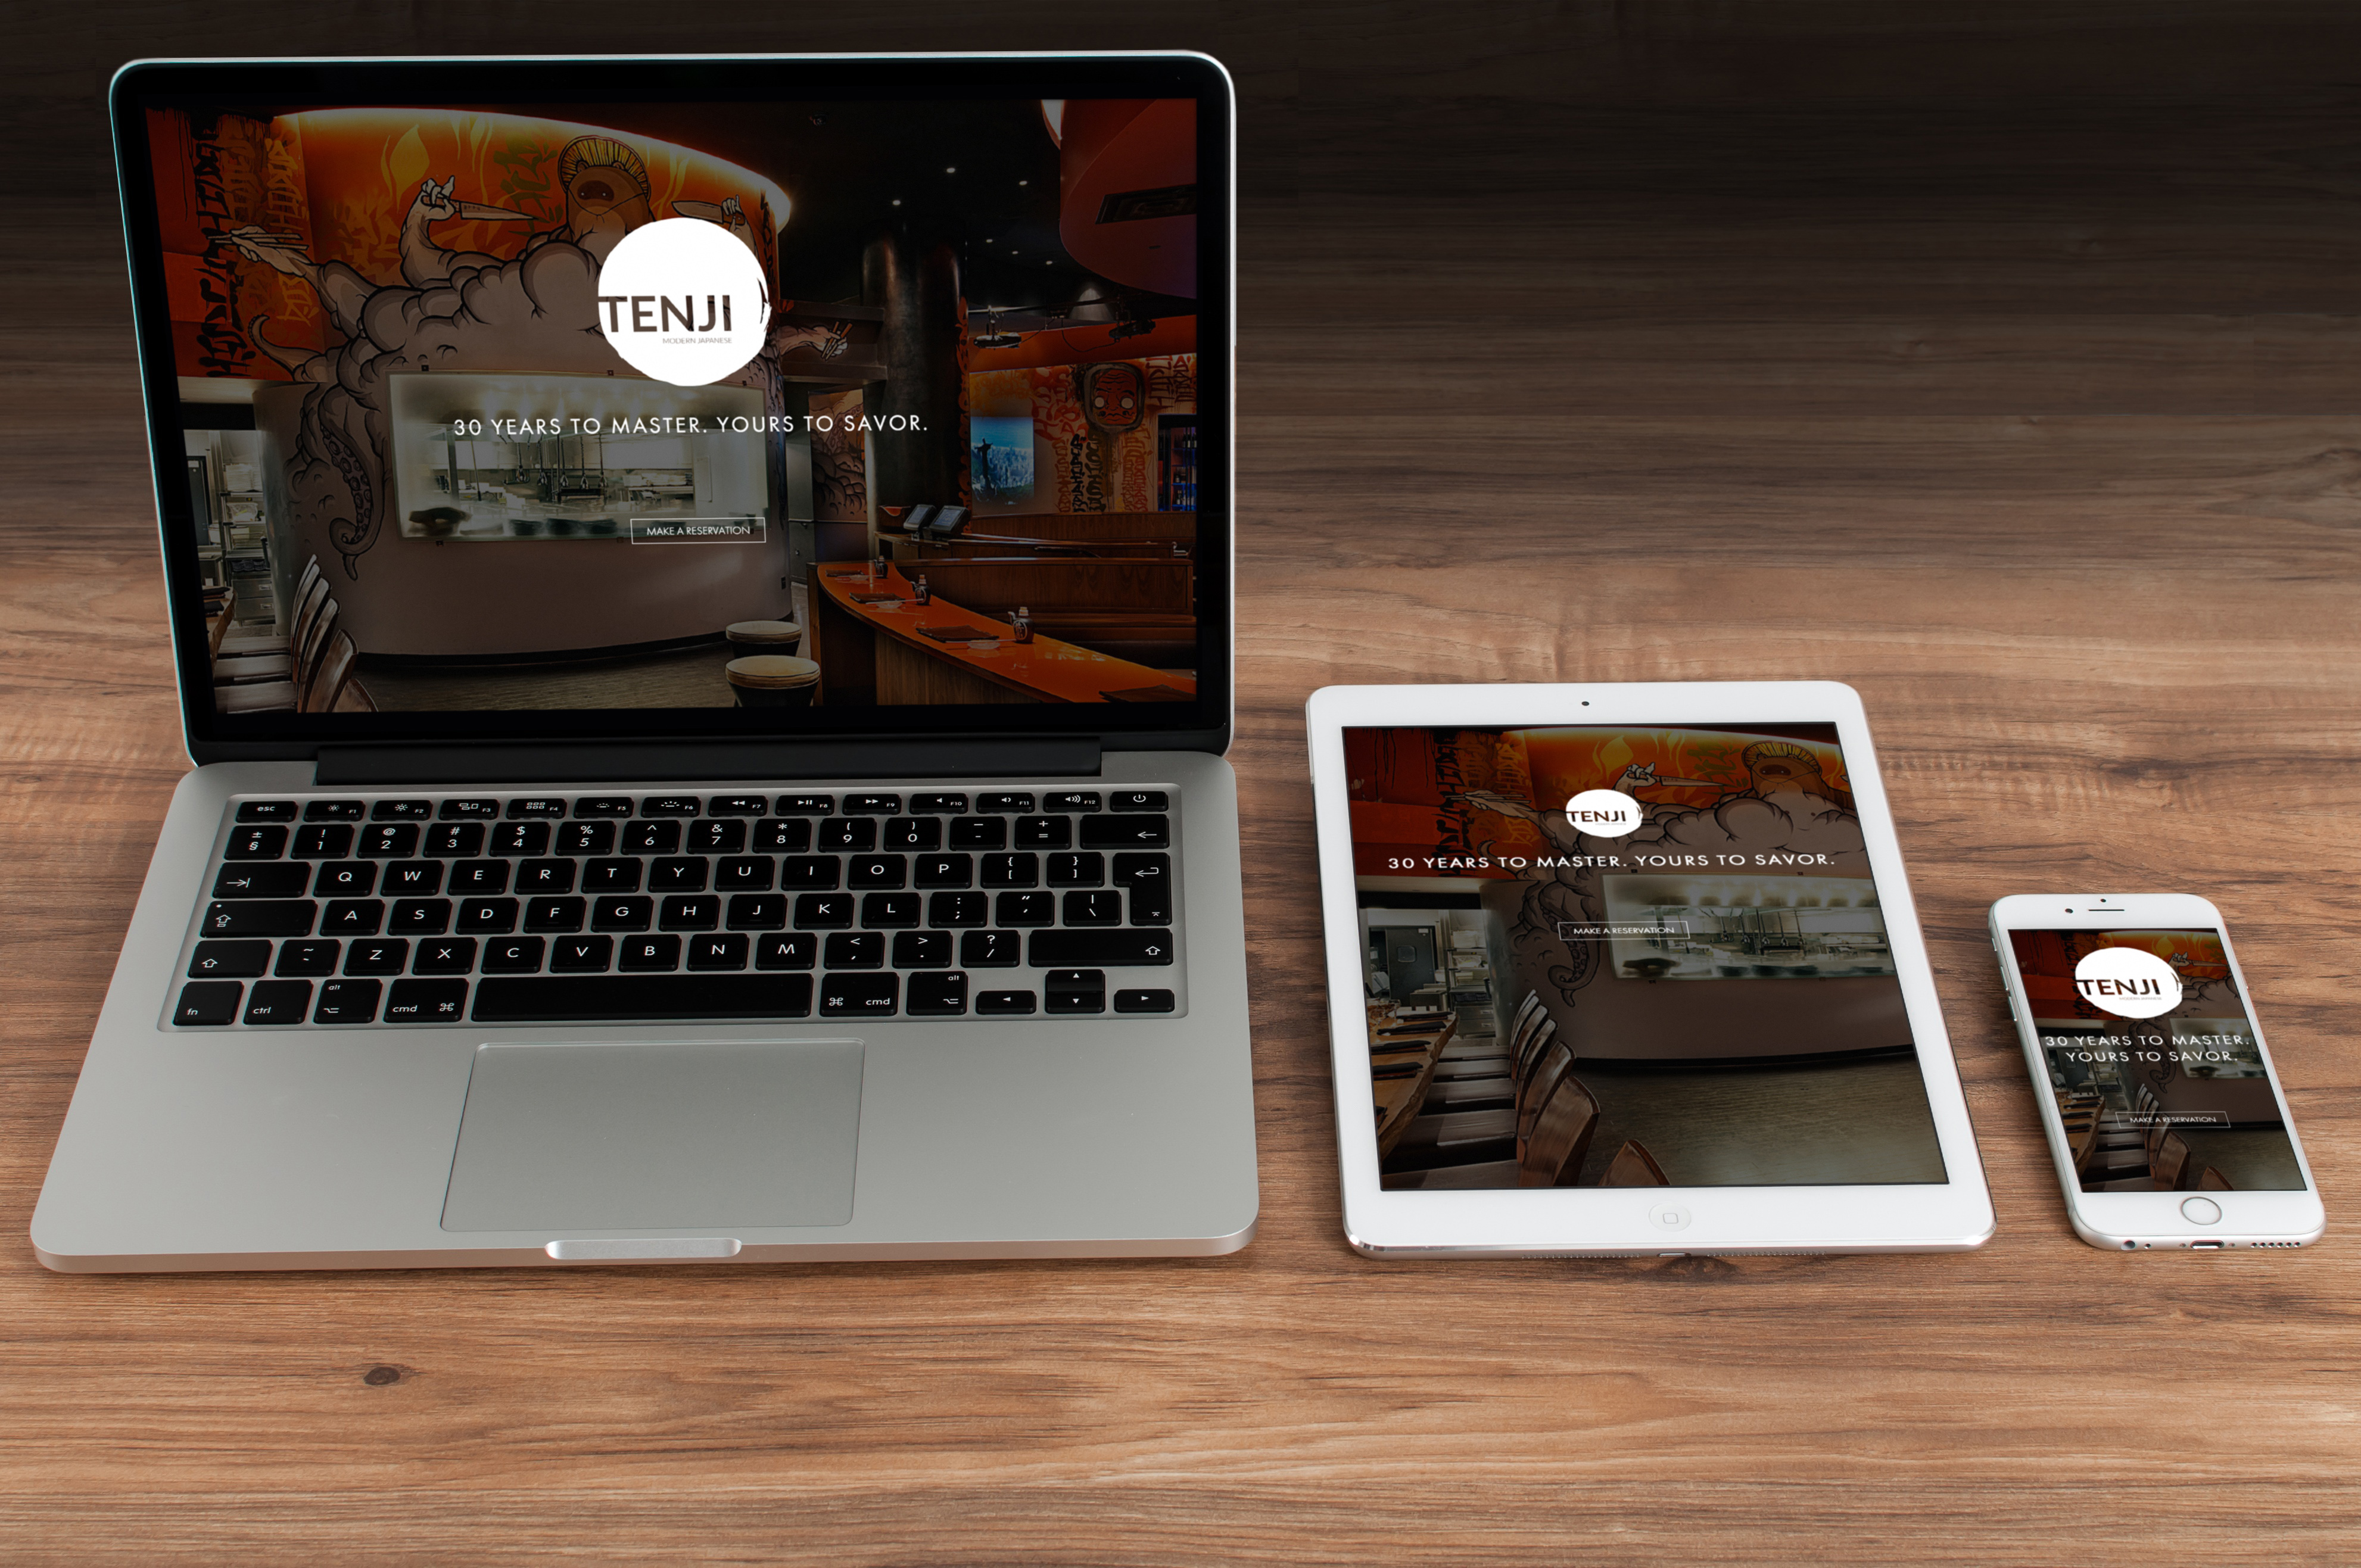 TENJI
MODERN JAPANESE
30 YEARS TO MASTER. YOURS TO SAVOR.
MAKE A RESERVATION
esc F1 F2 F3 F4 F5 F6 F7 F8 F9 F10 F11 F12
± ! @ # $ % ^ & * ( ) _ +
§ 1 2 3 4 5 6 7 8 9 0 - =
Q W E R T Y U I O P { [ } ]
A S D F G H J K L : ; " ' | \
~ Z X C V B N M < , > . ? /
fn ctrl alt cmd ⌘ ⌘ cmd alt
TENJI
30 YEARS TO MASTER. YOURS TO SAVOR.
MAKE A RESERVATION
TENJI
MODERN JAPANESE
30 YEARS TO MASTER.
YOURS TO SAVOR.
MAKE A RESERVATION